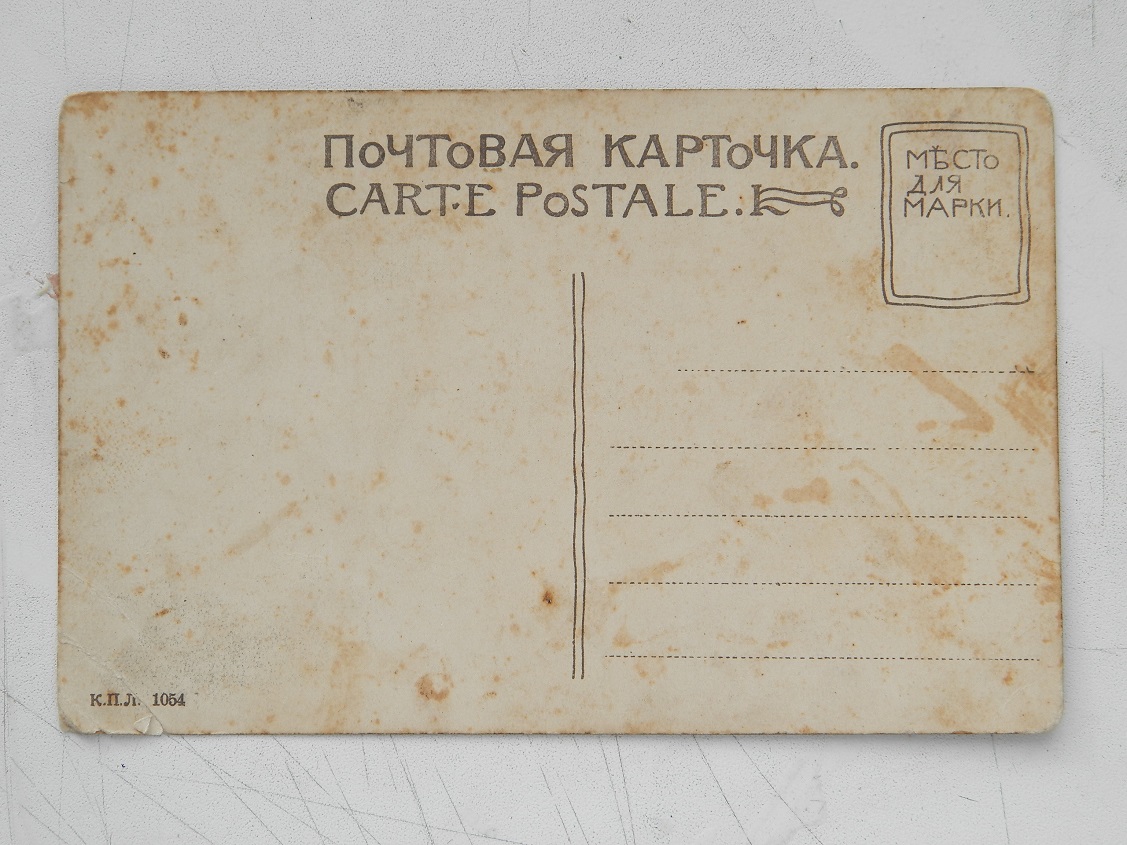 ПОЧТОВАЯ КАРТОЧКА.
CARTE POSTALE.
МѢСТО
ДЛЯ
МАРКИ.
К.П.Л. 1054